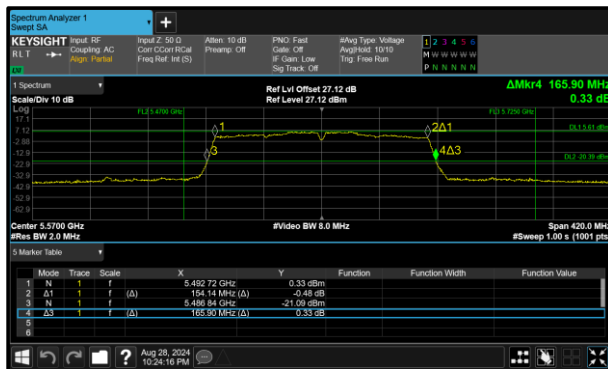 Spectrum Analyzer 1
Swept SA
KEYSIGHT Input: RF Input Z: 50 Ω Atten: 10 dB PNO: Fast #Avg Type: Voltage 1 2 3 4 5 6
RLT Coupling: AC Corr CCorr RCal Preamp: Off Gate: Off Avg|Hold: 10/10 M W W W W W
Align: Partial Freq Ref: Int (S) IF Gain: Low Trig: Free Run
Sig Track: Off P N N N N N
1 Spectrum Ref Lvl Offset 27.12 dB ΔMkr4 165.90 MHz
Scale/Div 10 dB Ref Level 27.12 dBm 0.33 dB
Log
17.1 FL2 5.4700 GHz 5.7250 GHz
7.12 1 2Δ1 DL1 5.61 dBm
-2.88
-12.9
-22.9 3 4Δ3 DL2 -20.39 dBm
-32.9
-42.9
-52.9
-62.9
Center 5.5700 GHz #Video BW 8.0 MHz Span 420.0 MHz
#Res BW 2.0 MHz #Sweep 1.00 s (1001 pts)
5 Marker Table
Mode Trace Scale X Y Function Function Width Function Value
1 N 1 f 5.492 72 GHz 0.33 dBm
2 Δ1 1 f (Δ) 154.14 MHz (Δ) -0.48 dB
3 N 1 f 5.486 84 GHz -21.09 dBm
4 Δ3 1 f (Δ) 165.90 MHz (Δ) 0.33 dB
5
6
? Aug 28, 2024
10:24:16 PM